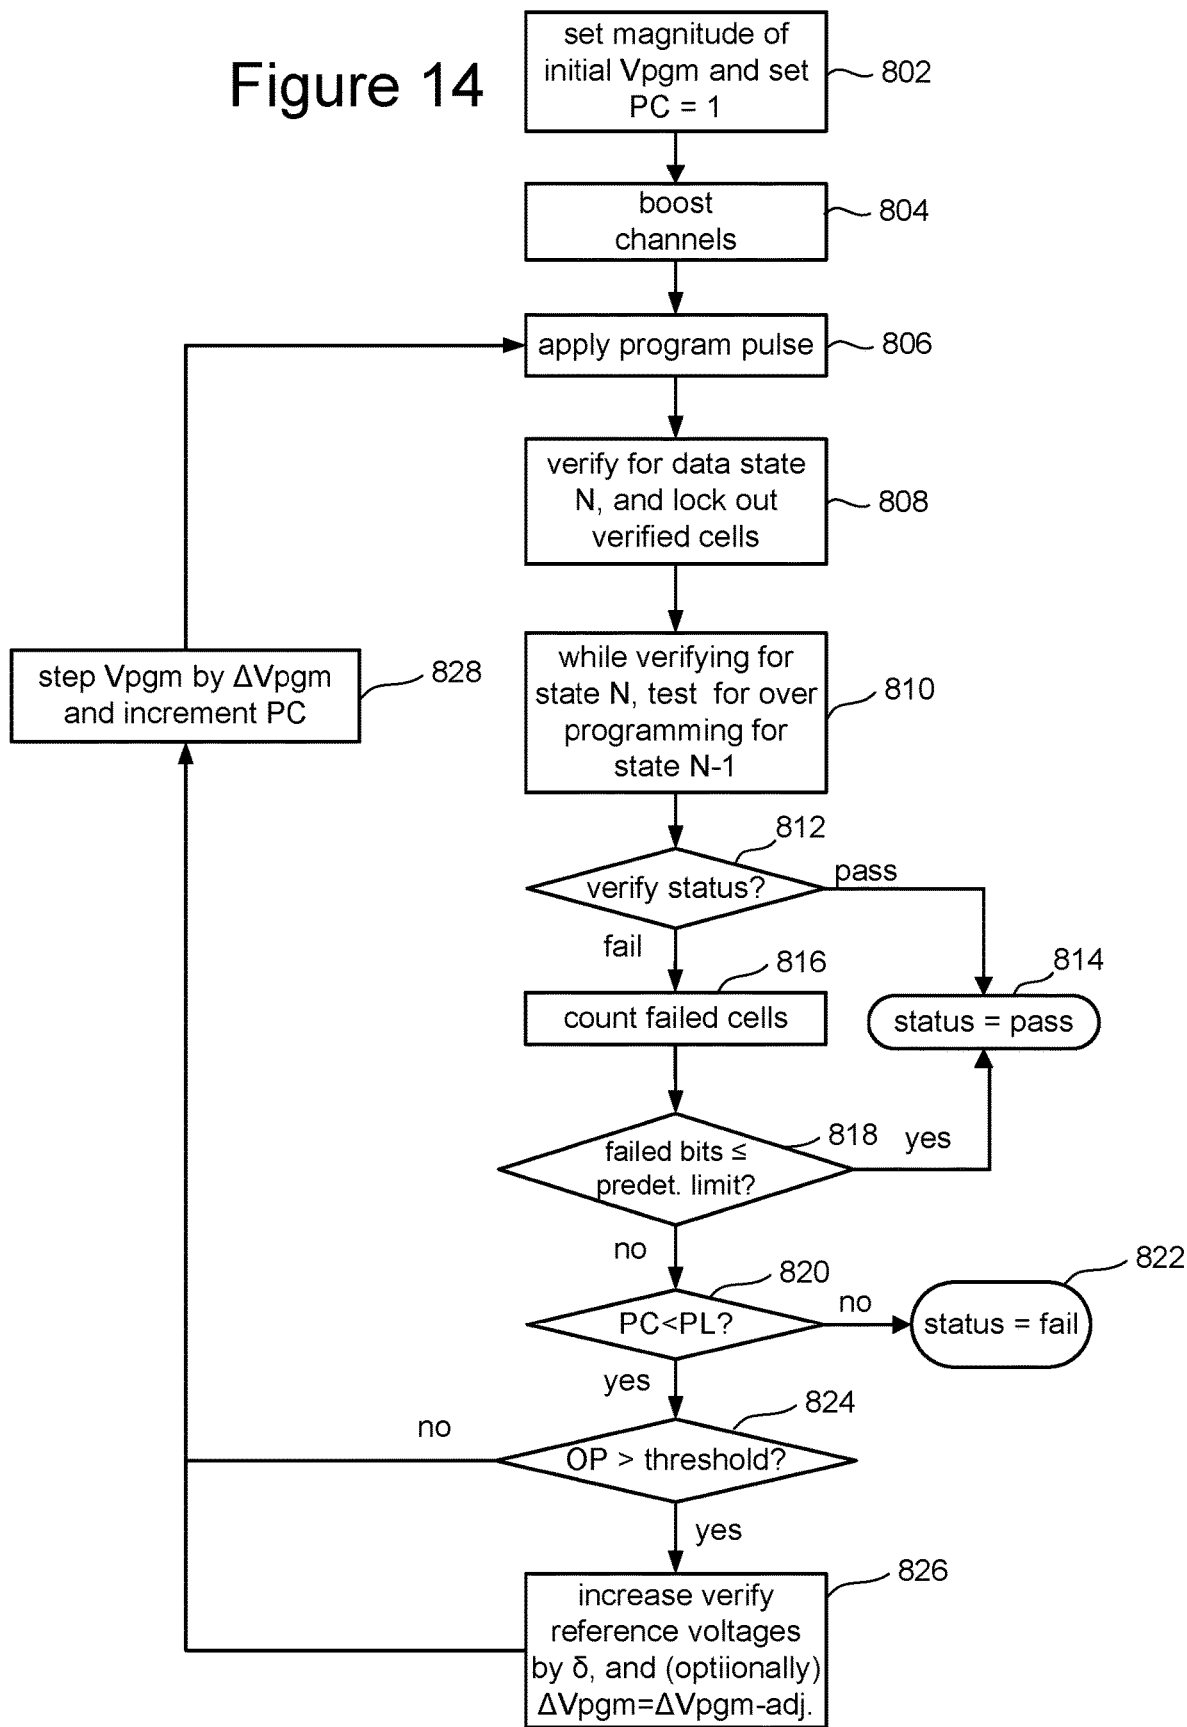 Figure 14
set magnitude of
initial Vpgm and set
PC = 1
802
boost
channels
804
apply program pulse
806
verify for data state
N, and lock out
verified cells
808
step Vpgm by ΔVpgm
and increment PC
828
while verifying for
state N, test for over
programming for
state N-1
810
812
verify status?
pass
fail
816
count failed cells
814
status = pass
818
failed bits ≤
predet. limit?
yes
no
820
PC<PL?
no
822
status = fail
yes
824
OP > threshold?
no
yes
826
increase verify
reference voltages
by δ, and (optiionally)
ΔVpgm=ΔVpgm-adj.